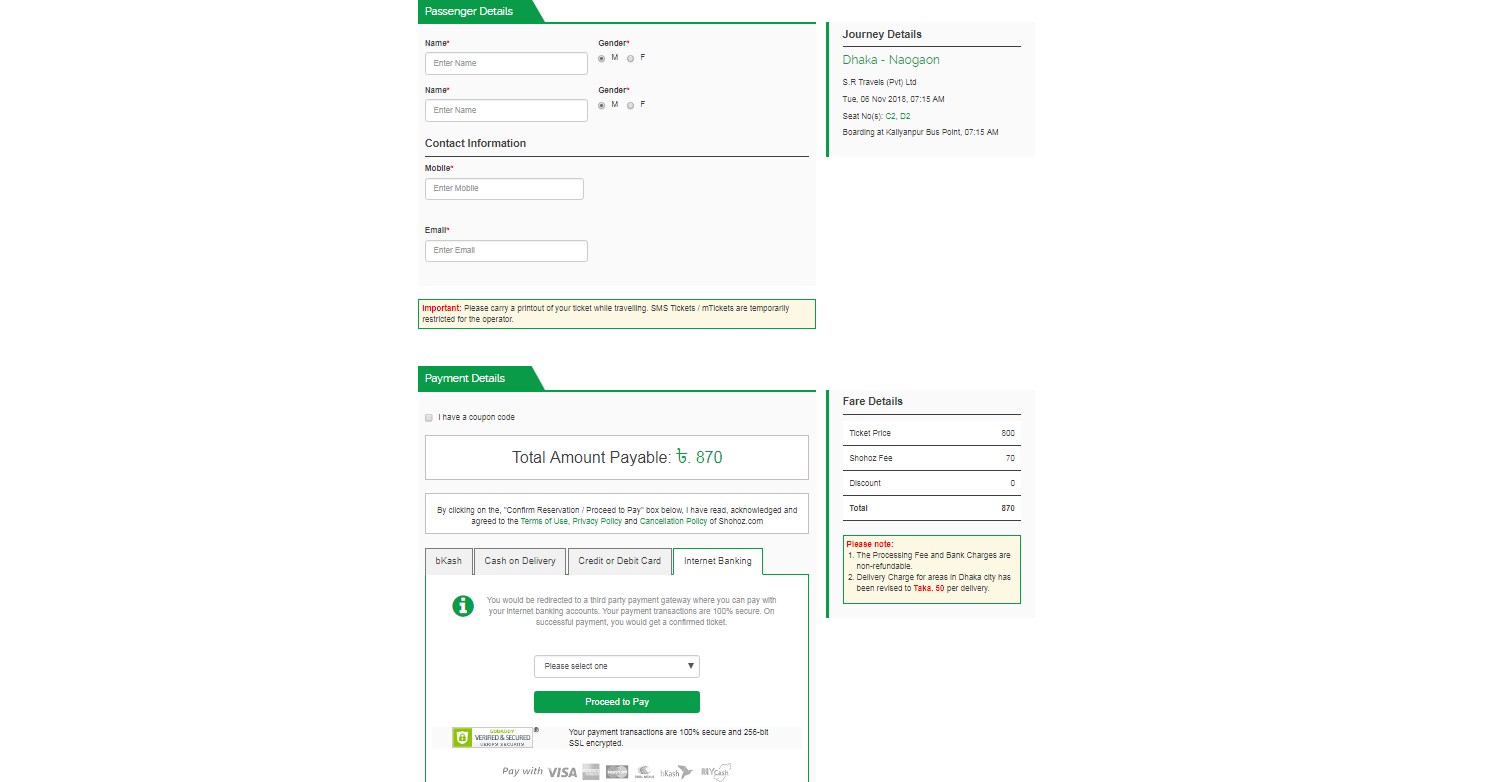 Passenger Details
Name*
Gender*
Enter Name
M F
Name*
Gender*
Enter Name
M F
Contact Information
Mobile*
Enter Mobile
Email*
Enter Email
Important: Please carry a printout of your ticket while travelling. SMS Tickets / mTickets are temporarily
restricted for the operator.
Journey Details
Dhaka - Naogaon
S.R Travels (Pvt) Ltd
Tue, 06 Nov 2018, 07:15 AM
Seat No(s): C2, D2
Boarding at Kallyanpur Bus Point, 07:15 AM
Payment Details
I have a coupon code
Total Amount Payable: ৳. 870
By clicking on the, "Confirm Reservation / Proceed to Pay" box below, I have read, acknowledged and
agreed to the Terms of Use, Privacy Policy and Cancellation Policy of Shohoz.com
bKash
Cash on Delivery
Credit or Debit Card
Internet Banking
You would be redirected to a third party payment gateway where you can pay with
your internet banking accounts. Your payment transactions are 100% secure. On
successful payment, you would get a confirmed ticket.
Please select one
Proceed to Pay
GODADDY
VERIFIED & SECURED
VERIFY SECURITY
Your payment transactions are 100% secure and 256-bit
SSL encrypted.
Pay with VISA bKash MYCash
Fare Details
Ticket Price 800
Shohoz Fee 70
Discount 0
Total 870
Please note:
1. The Processing Fee and Bank Charges are
non-refundable.
2. Delivery Charge for areas in Dhaka city has
been revised to Taka. 50 per delivery.